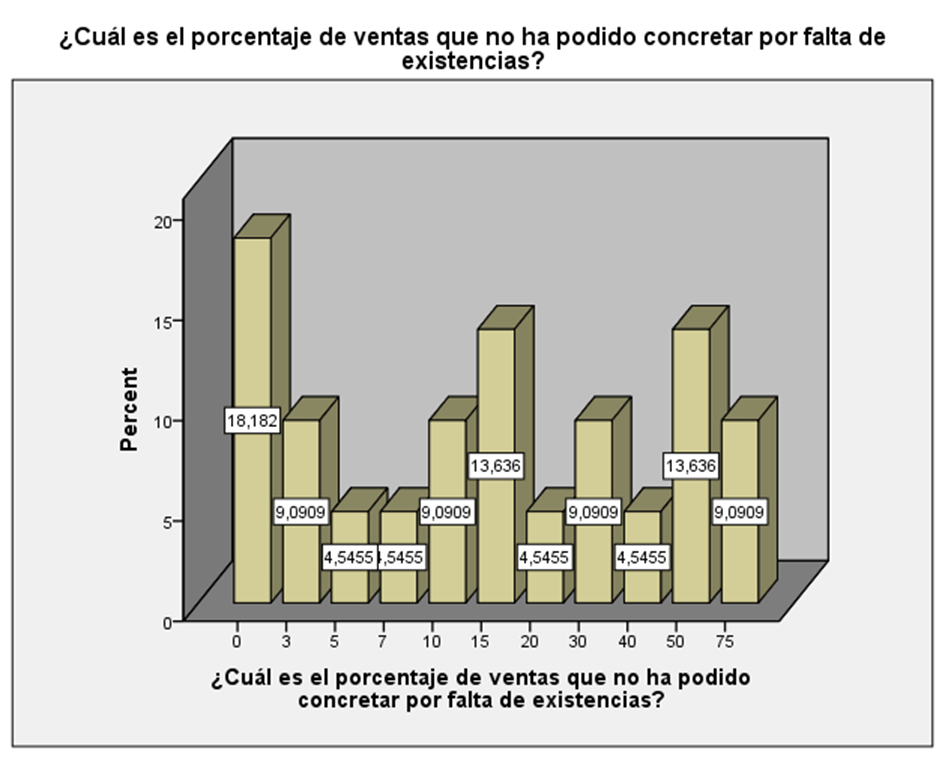 ¿Cuál es el porcentaje de ventas que no ha podido concretar por falta de
existencias?
20
15
10
5
0
Percent
18,182
9,0909
4,5455
,5455
9,0909
13,636
4,5455
9,0909
4,5455
13,636
9,0909
0 3 5 7 10 15 20 30 40 50 75
¿Cuál es el porcentaje de ventas que no ha podido
concretar por falta de existencias?